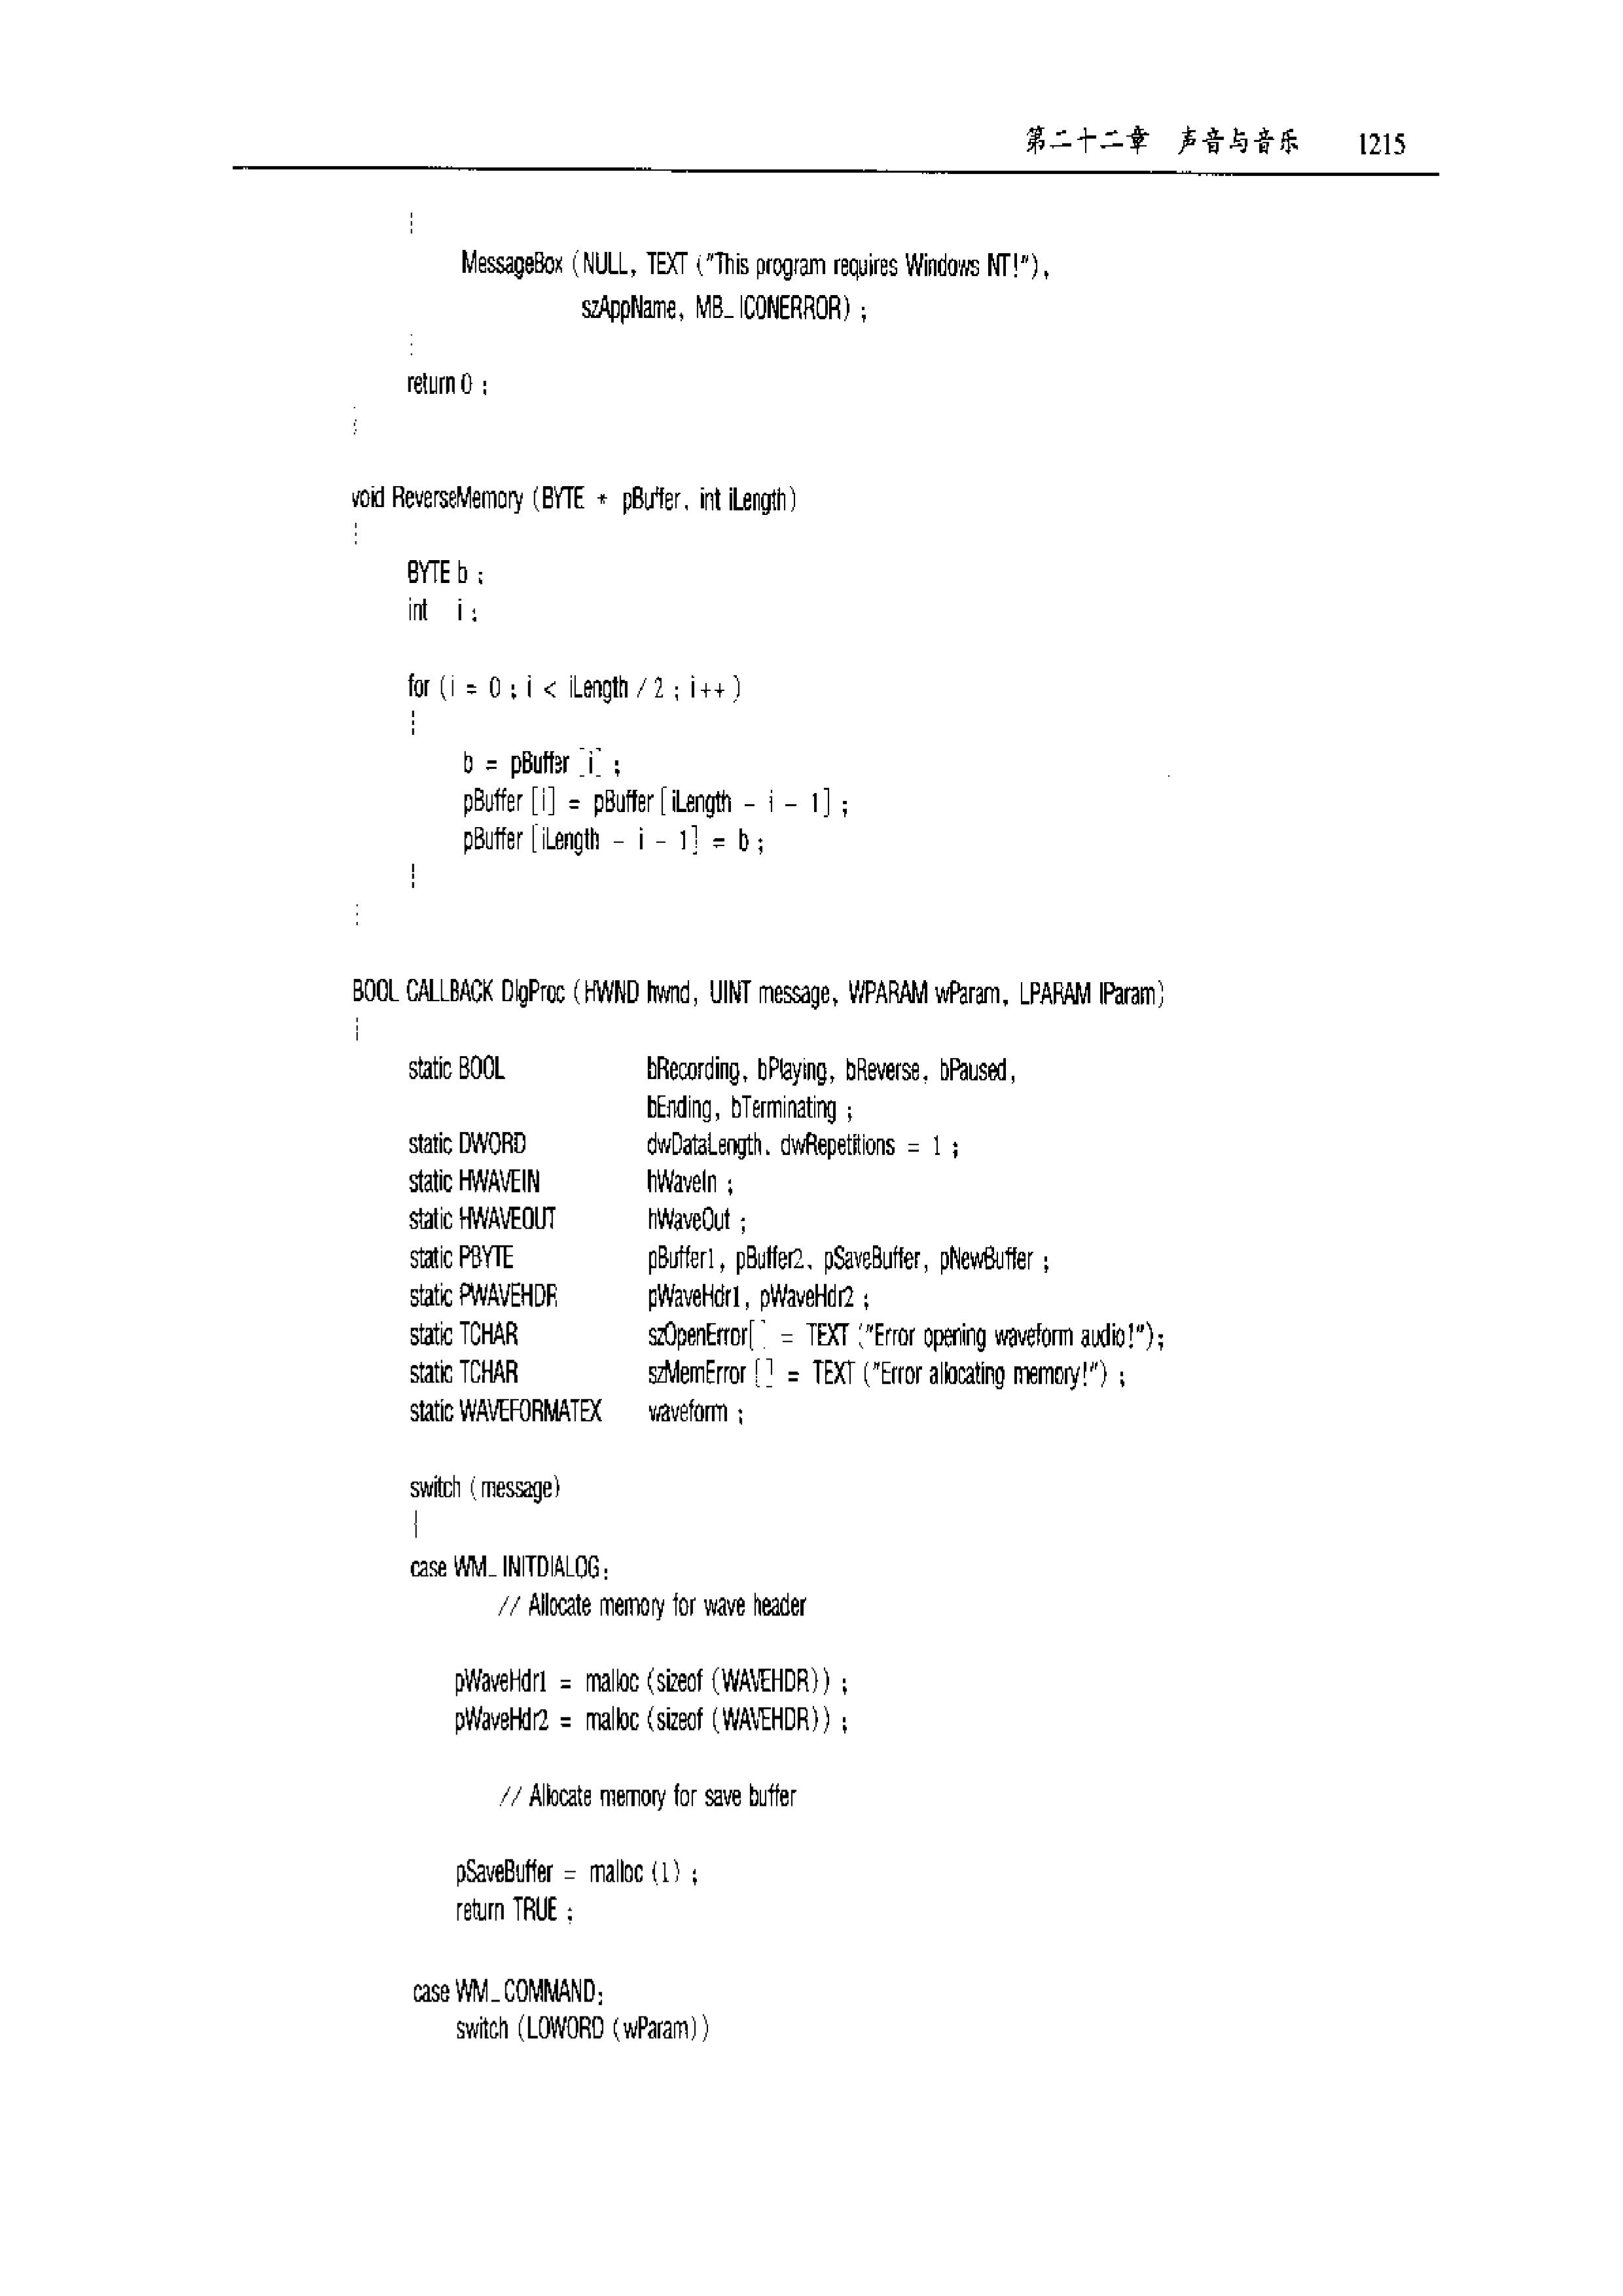 第二十二章 声音与音乐 1215
{
MessageBox (NULL, TEXT ("This program requires Windows NT!"),
szAppName, MB_ICONERROR) ;
}
return 0 ;
}
void ReverseMemory (BYTE * pBuffer, int iLength)
{
BYTE b ;
int i ;
for (i = 0 ; i < iLength / 2 ; i++)
{
b = pBuffer [i] ;
pBuffer [i] = pBuffer [iLength - i - 1] ;
pBuffer [iLength - i - 1] = b ;
}
}
BOOL CALLBACK DlgProc (HWND hwnd, UINT message, WPARAM wParam, LPARAM lParam)
{
static BOOL bRecording, bPlaying, bReverse, bPaused,
bEnding, bTerminating ;
static DWORD dwDataLength, dwRepetitions = 1 ;
static HWAVEIN hWaveIn ;
static HWAVEOUT hWaveOut ;
static PBYTE pBuffer1, pBuffer2, pSaveBuffer, pNewBuffer ;
static PWAVEHDR pWaveHdr1, pWaveHdr2 ;
static TCHAR szOpenError[] = TEXT ("Error opening waveform audio!");
static TCHAR szMemError [] = TEXT ("Error allocating memory!") ;
static WAVEFORMATEX waveform ;
switch (message)
{
case WM_INITDIALOG:
// Allocate memory for wave header
pWaveHdr1 = malloc (sizeof (WAVEHDR)) ;
pWaveHdr2 = malloc (sizeof (WAVEHDR)) ;
// Allocate memory for save buffer
pSaveBuffer = malloc (1) ;
return TRUE ;
case WM_COMMAND:
switch (LOWORD (wParam))